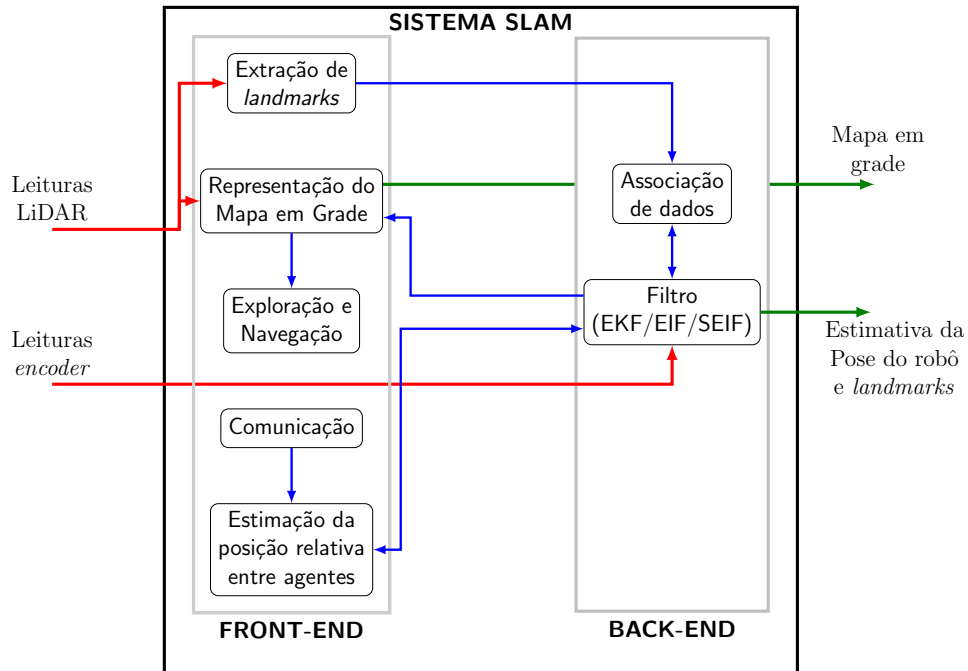 SISTEMA SLAM
Extração de
landmarks
Leituras
LiDAR
Representação do
Mapa em Grade
Associação
de dados
Mapa em
grade
Exploração e
Navegação
Filtro
(EKF/EIF/SEIF)
Leituras
encoder
Estimativa da
Pose do robô
e landmarks
Comunicação
Estimação da
posição relativa
entre agentes
FRONT-END
BACK-END